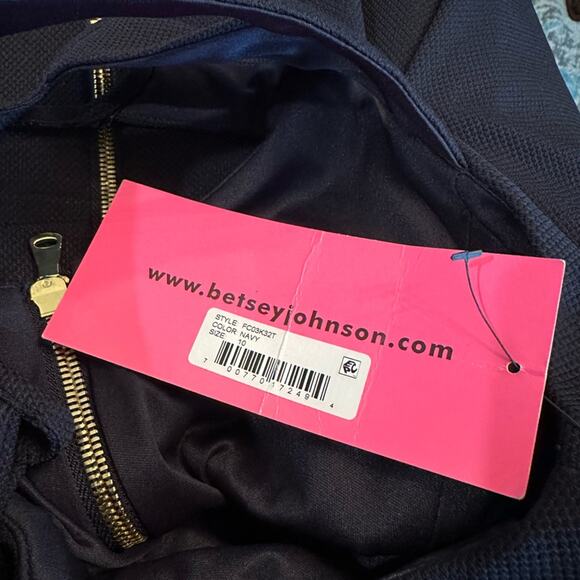 www.betseyjohnson.com
STYLE: FC03K32T
COLOR: NAVY
SIZE: 10
7 00770 17249 4